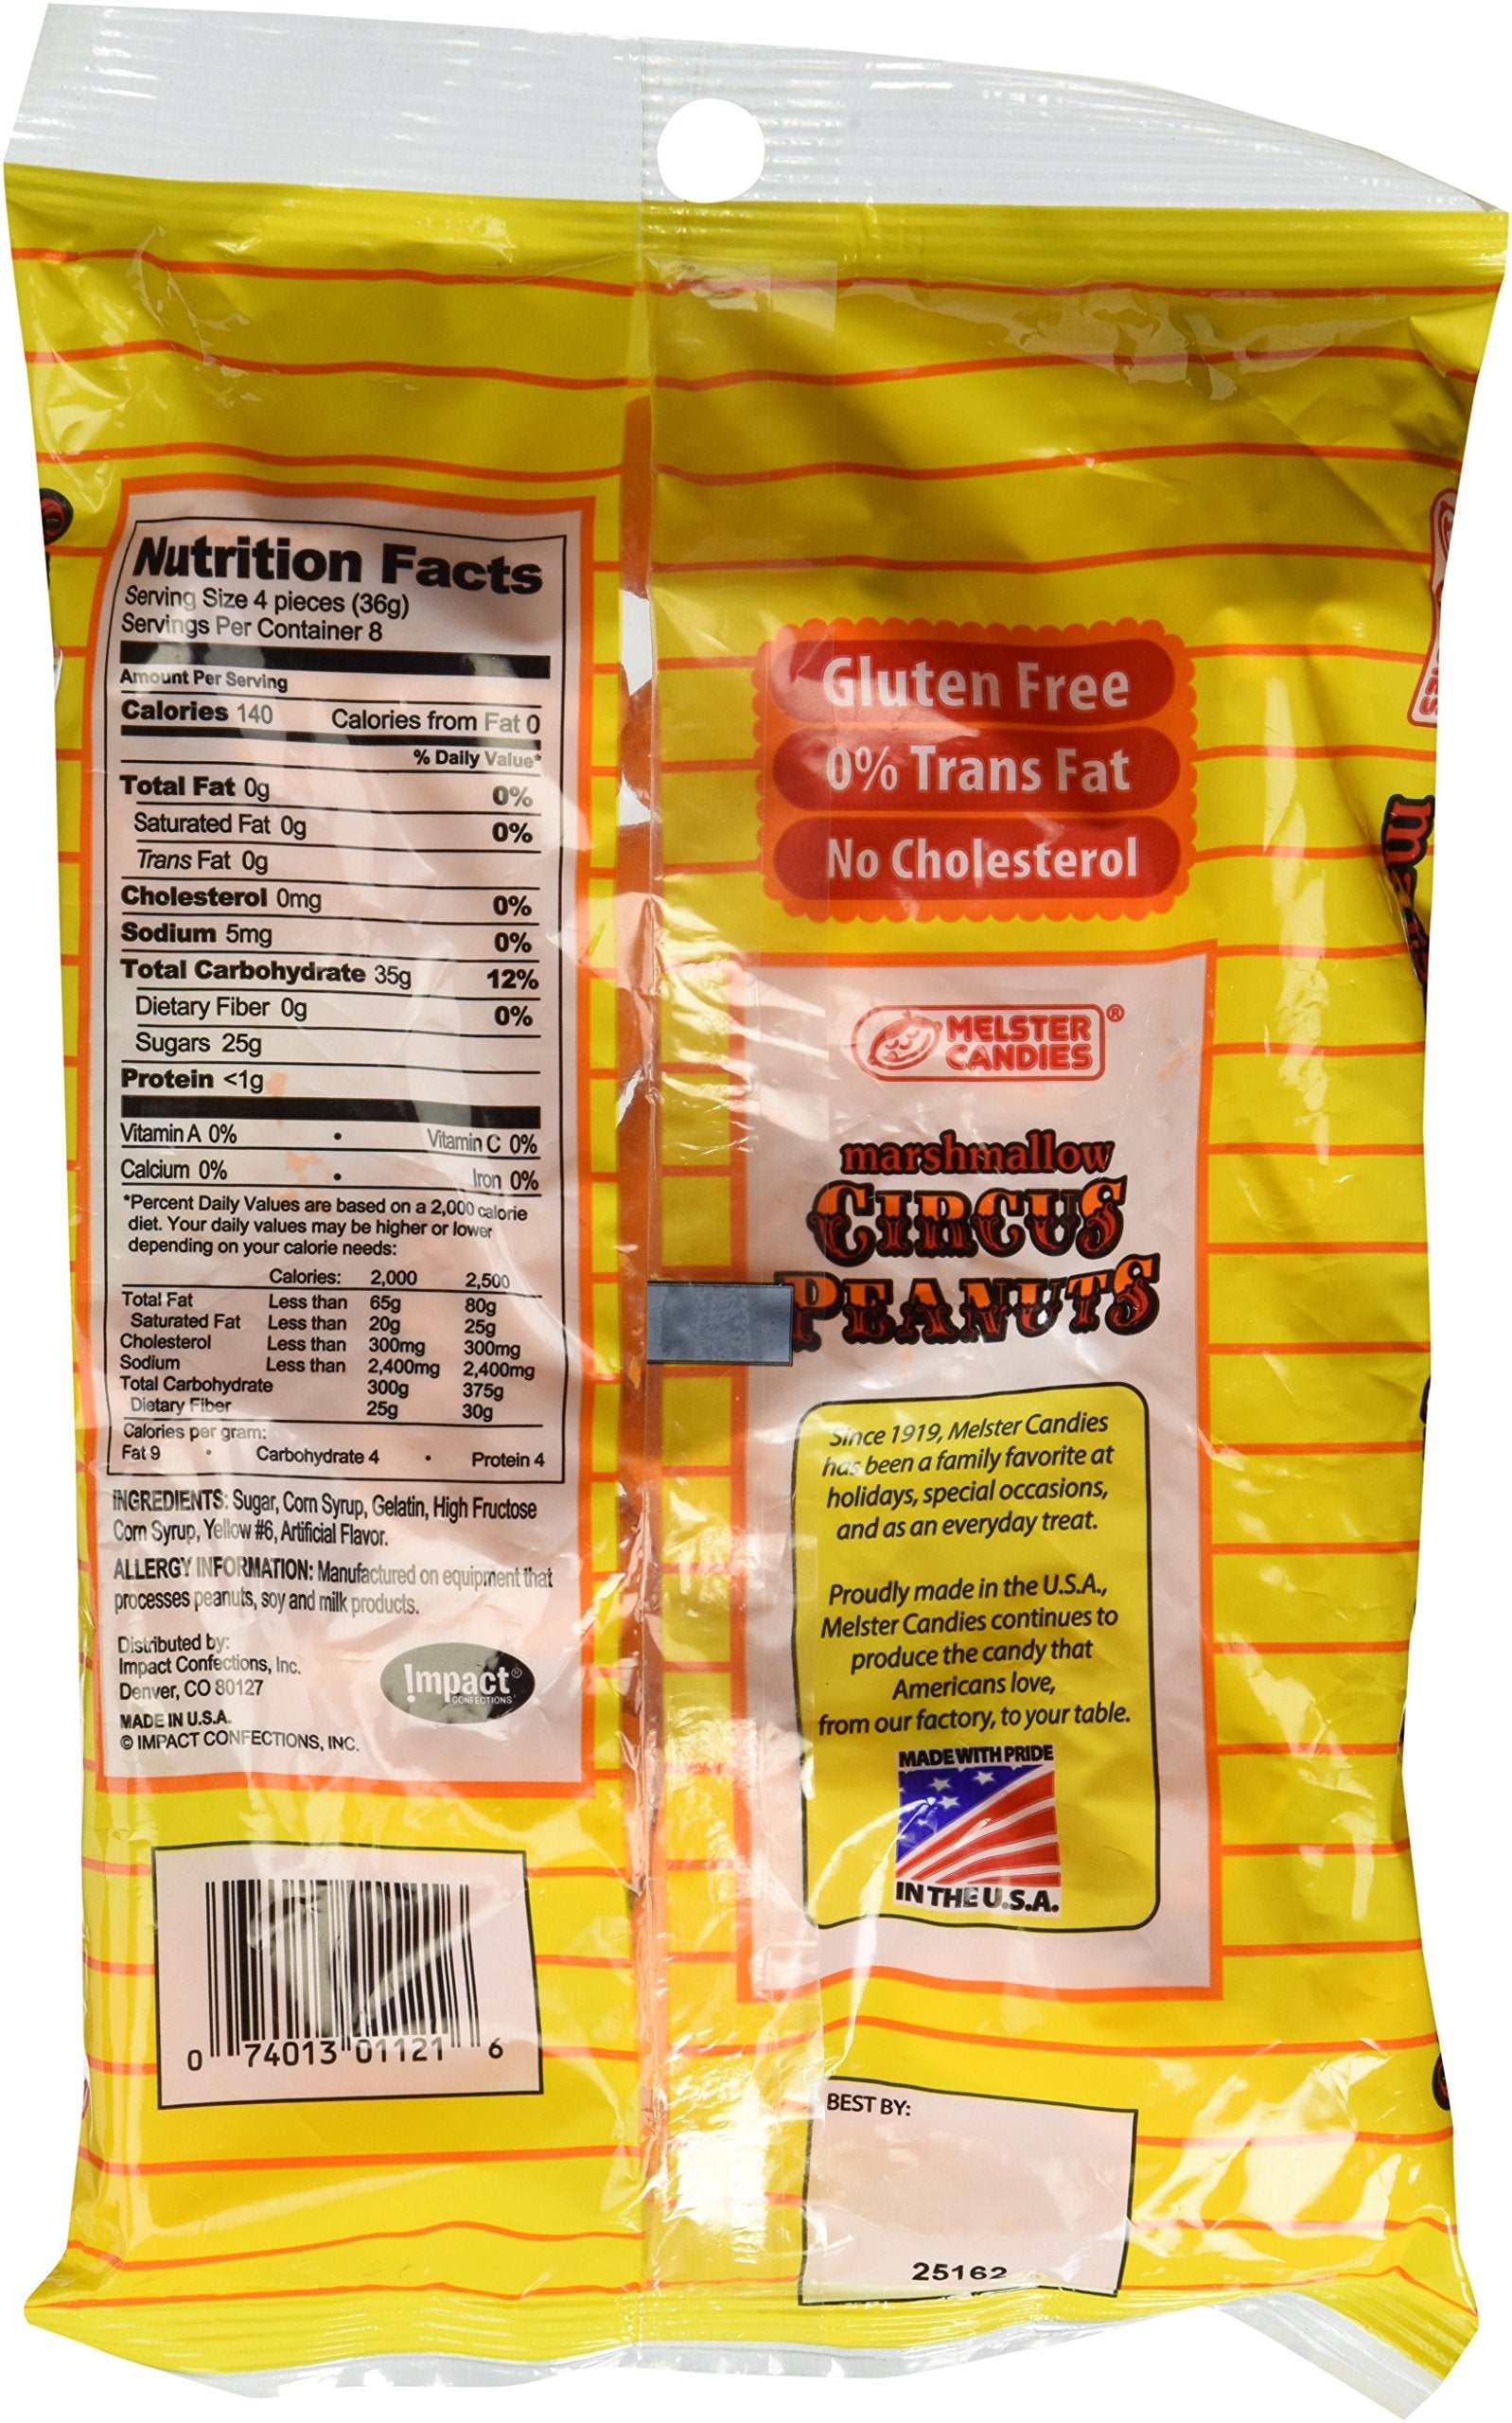 Nutrition Facts
Serving Size 4 pieces (36g)
Servings Per Container 8
Amount Per Serving
Calories 140 Calories from Fat 0
% Daily Value*
Total Fat 0g 0%
Saturated Fat 0g 0%
Trans Fat 0g
Cholesterol 0mg 0%
Sodium 5mg 0%
Total Carbohydrate 35g 12%
Dietary Fiber 0g 0%
Sugars 25g
Protein <1g
Vitamin A 0% • Vitamin C 0%
Calcium 0% • Iron 0%
*Percent Daily Values are based on a 2,000 calorie
diet. Your daily values may be higher or lower
depending on your calorie needs:
Calories: 2,000 2,500
Total Fat Less than 65g 80g
Saturated Fat Less than 20g 25g
Cholesterol Less than 300mg 300mg
Sodium Less than 2,400mg 2,400mg
Total Carbohydrate 300g 375g
Dietary Fiber 25g 30g
Calories per gram:
Fat 9 • Carbohydrate 4 • Protein 4
INGREDIENTS: Sugar, Corn Syrup, Gelatin, High Fructose
Corn Syrup, Yellow #6, Artificial Flavor.
ALLERGY INFORMATION: Manufactured on equipment that
processes peanuts, soy and milk products.
Distributed by:
Impact Confections, Inc.
Denver, CO 80127
MADE IN U.S.A.
© IMPACT CONFECTIONS, INC.
Impact®
CONFECTIONS
0 74013 01121 6
Gluten Free
0% Trans Fat
No Cholesterol
MELSTER ®
CANDIES
marshmallow
CIRCUS
PEANUTS
Since 1919, Melster Candies
has been a family favorite at
holidays, special occasions,
and as an everyday treat.
Proudly made in the U.S.A.,
Melster Candies continues to
produce the candy that
Americans love,
from our factory, to your table.
MADE WITH PRIDE
IN THE U.S.A.
BEST BY:
25162